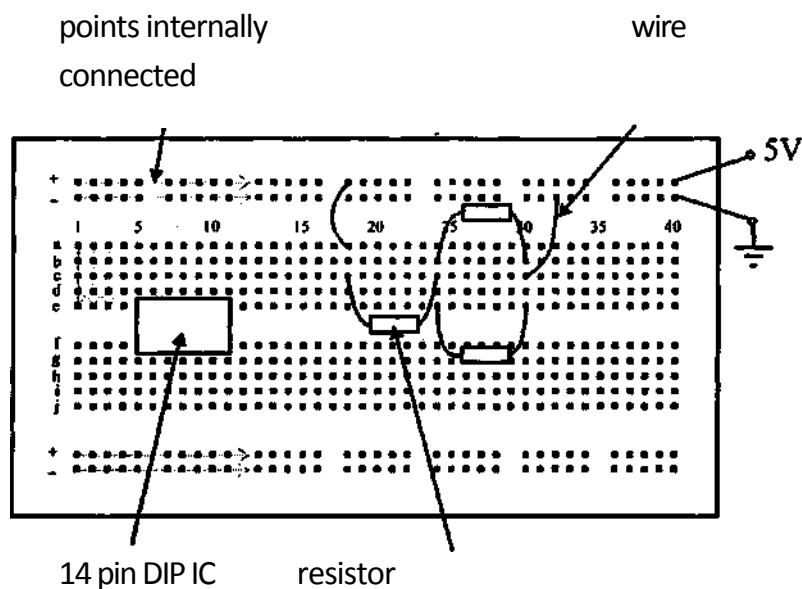 points internally wire
connected
5V
+
-
1 5 10 15 20 25 30 35 40
a
b
c
d
e
f
g
h
i
j
+
-
14 pin DIP IC resistor